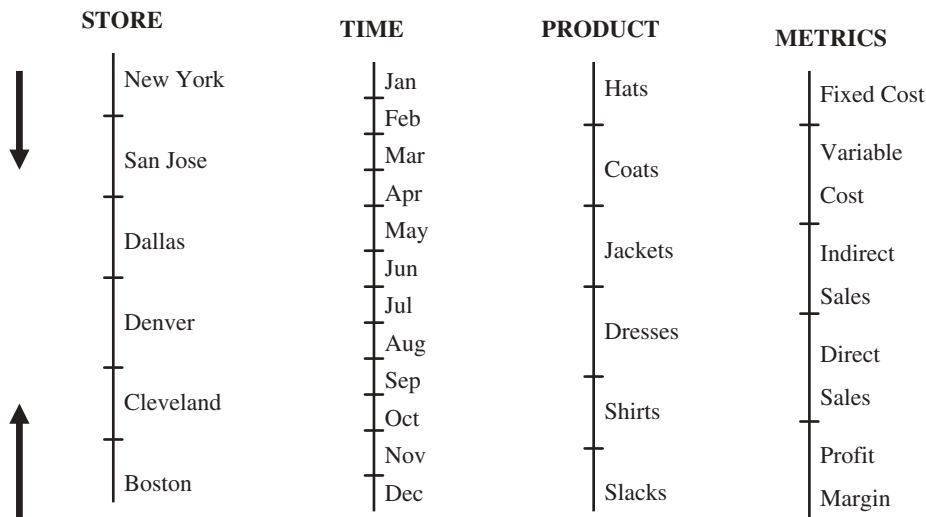 STORE
New York
San Jose
Dallas
Denver
Cleveland
Boston
TIME
Jan
Feb
Mar
Apr
May
Jun
Jul
Aug
Sep
Oct
Nov
Dec
PRODUCT
Hats
Coats
Jackets
Dresses
Shirts
Slacks
METRICS
Fixed Cost
Variable
Cost
Indirect
Sales
Direct
Sales
Profit
Margin